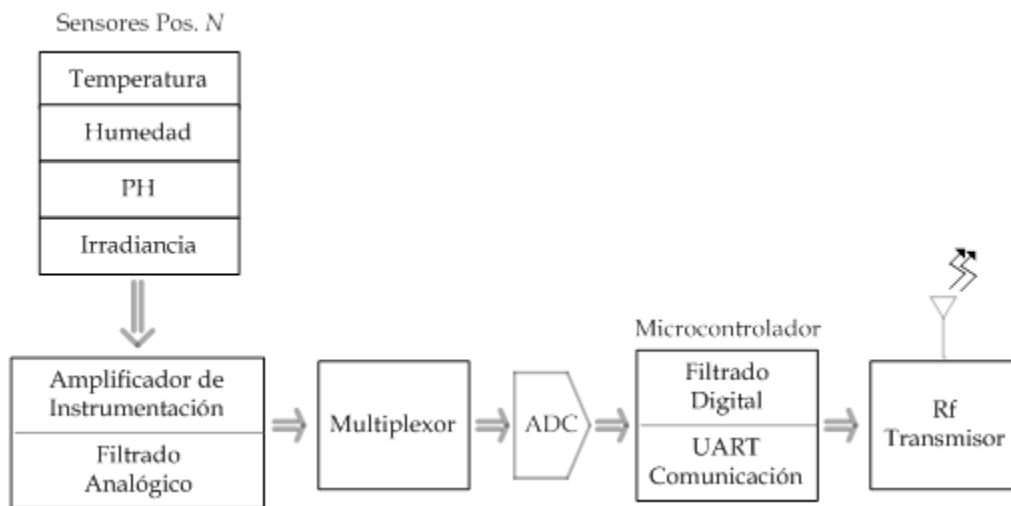 Sensores Pos. N
Temperatura
Humedad
PH
Irradiancia
Amplificador de
Instrumentación
Filtrado
Analógico
Multiplexor
ADC
Microcontrolador
Filtrado
Digital
UART
Comunicación
Rf
Transmisor